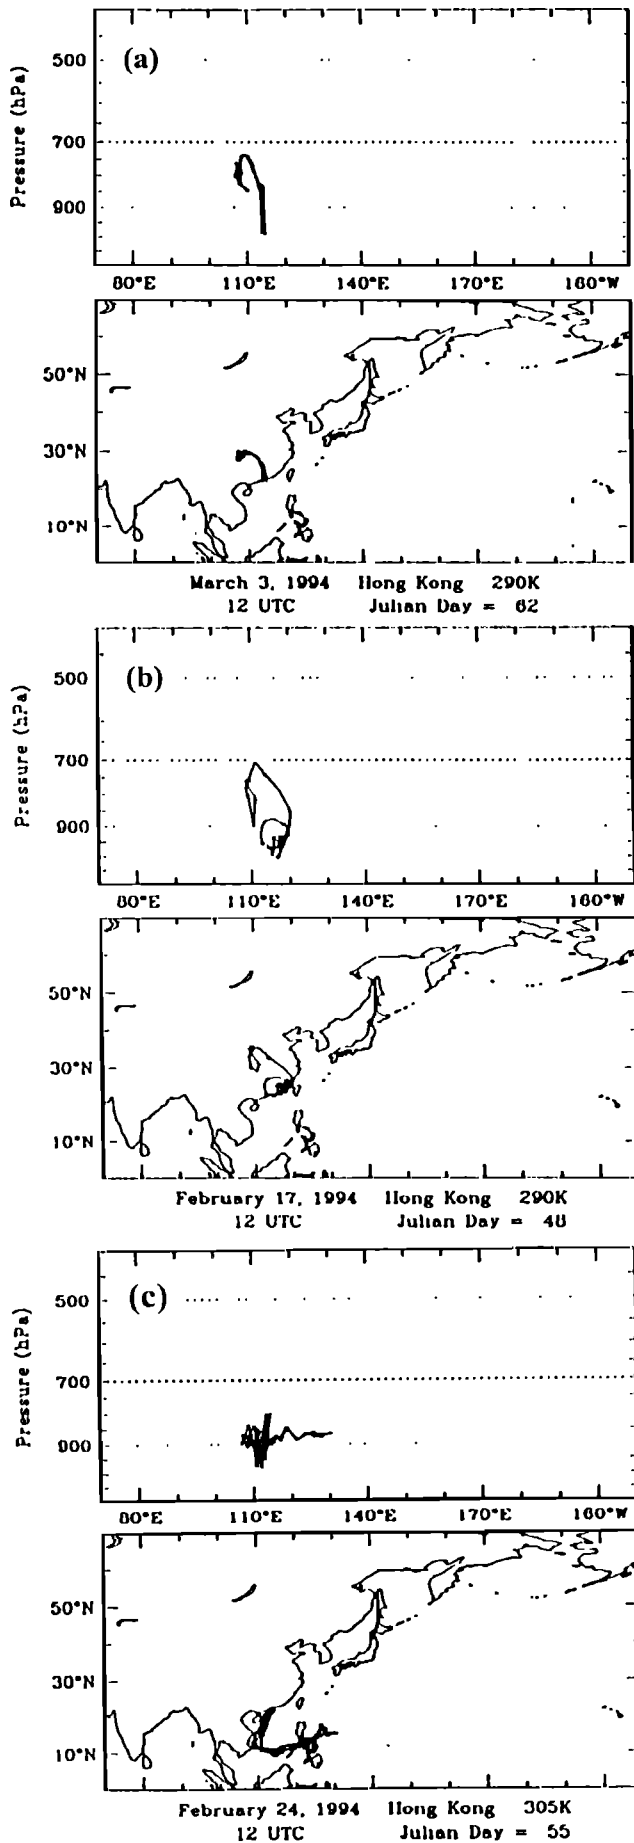 (a)
Pressure (hPa)
500
700
900
80°E 110°E 140°E 170°E 160°W
50°N
30°N
10°N
March 3, 1994 Hong Kong 290K
12 UTC Julian Day = 62
(b)
Pressure (hPa)
500
700
900
80°E 110°E 140°E 170°E 160°W
50°N
30°N
10°N
February 17, 1994 Hong Kong 290K
12 UTC Julian Day = 48
(c)
Pressure (hPa)
500
700
900
80°E 110°E 140°E 170°E 160°W
50°N
30°N
10°N
February 24, 1994 Hong Kong 305K
12 UTC Julian Day = 55